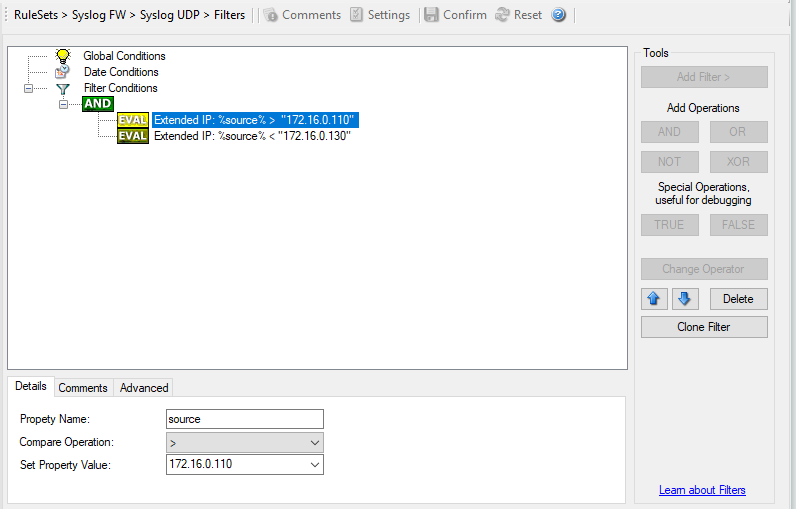 RuleSets > Syslog FW > Syslog UDP > Filters Comments Settings Confirm Reset ?
Global Conditions
Date Conditions
Filter Conditions
AND
EVAL Extended IP: %source% > "172.16.0.110"
EVAL Extended IP: %source% < "172.16.0.130"
Tools
Add Filter >
Add Operations
AND OR
NOT XOR
Special Operations,
useful for debugging
TRUE FALSE
Change Operator
Delete
Clone Filter
Learn about Filters
Details Comments Advanced
Propety Name: source
Compare Operation: >
Set Property Value: 172.16.0.110